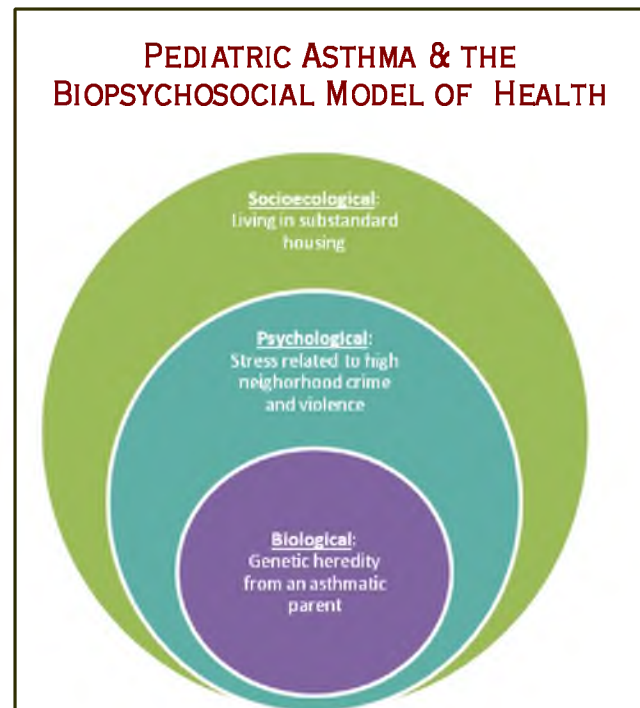 PEDIATRIC ASTHMA & THE
BIOPSYCHOSOCIAL MODEL OF HEALTH
Socioecological:
Living in substandard
housing
Psychological:
Stress related to high
neighorhood crime
and violence
Biological:
Genetic heredity
from an asthmatic
parent